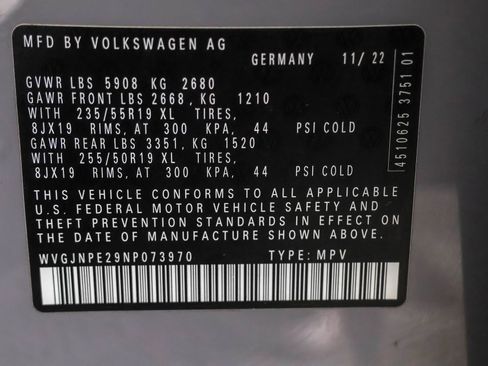 MFD BY VOLKSWAGEN AG
GERMANY 11/ 22
GVWR LBS 5908 KG 2680
GAWR FRONT LBS 2668, KG 1210
WITH 235/55R19 XL TIRES,
8JX19 RIMS, AT 300 KPA, 44 PSI COLD
GAWR REAR LBS 3351, KG 1520
WITH 255/50R19 XL TIRES,
8JX19 RIMS, AT 300 KPA, 44 PSI COLD
THIS VEHICLE CONFORMS TO ALL APPLICABLE
U.S. FEDERAL MOTOR VEHICLE SAFETY AND
THEFT PREVENTION STANDARDS IN EFFECT ON
THE DATE OF MANUFACTURE SHOWN ABOVE.
WVGJNPE29NP073970 TYPE: MPV
4510625 3751 01